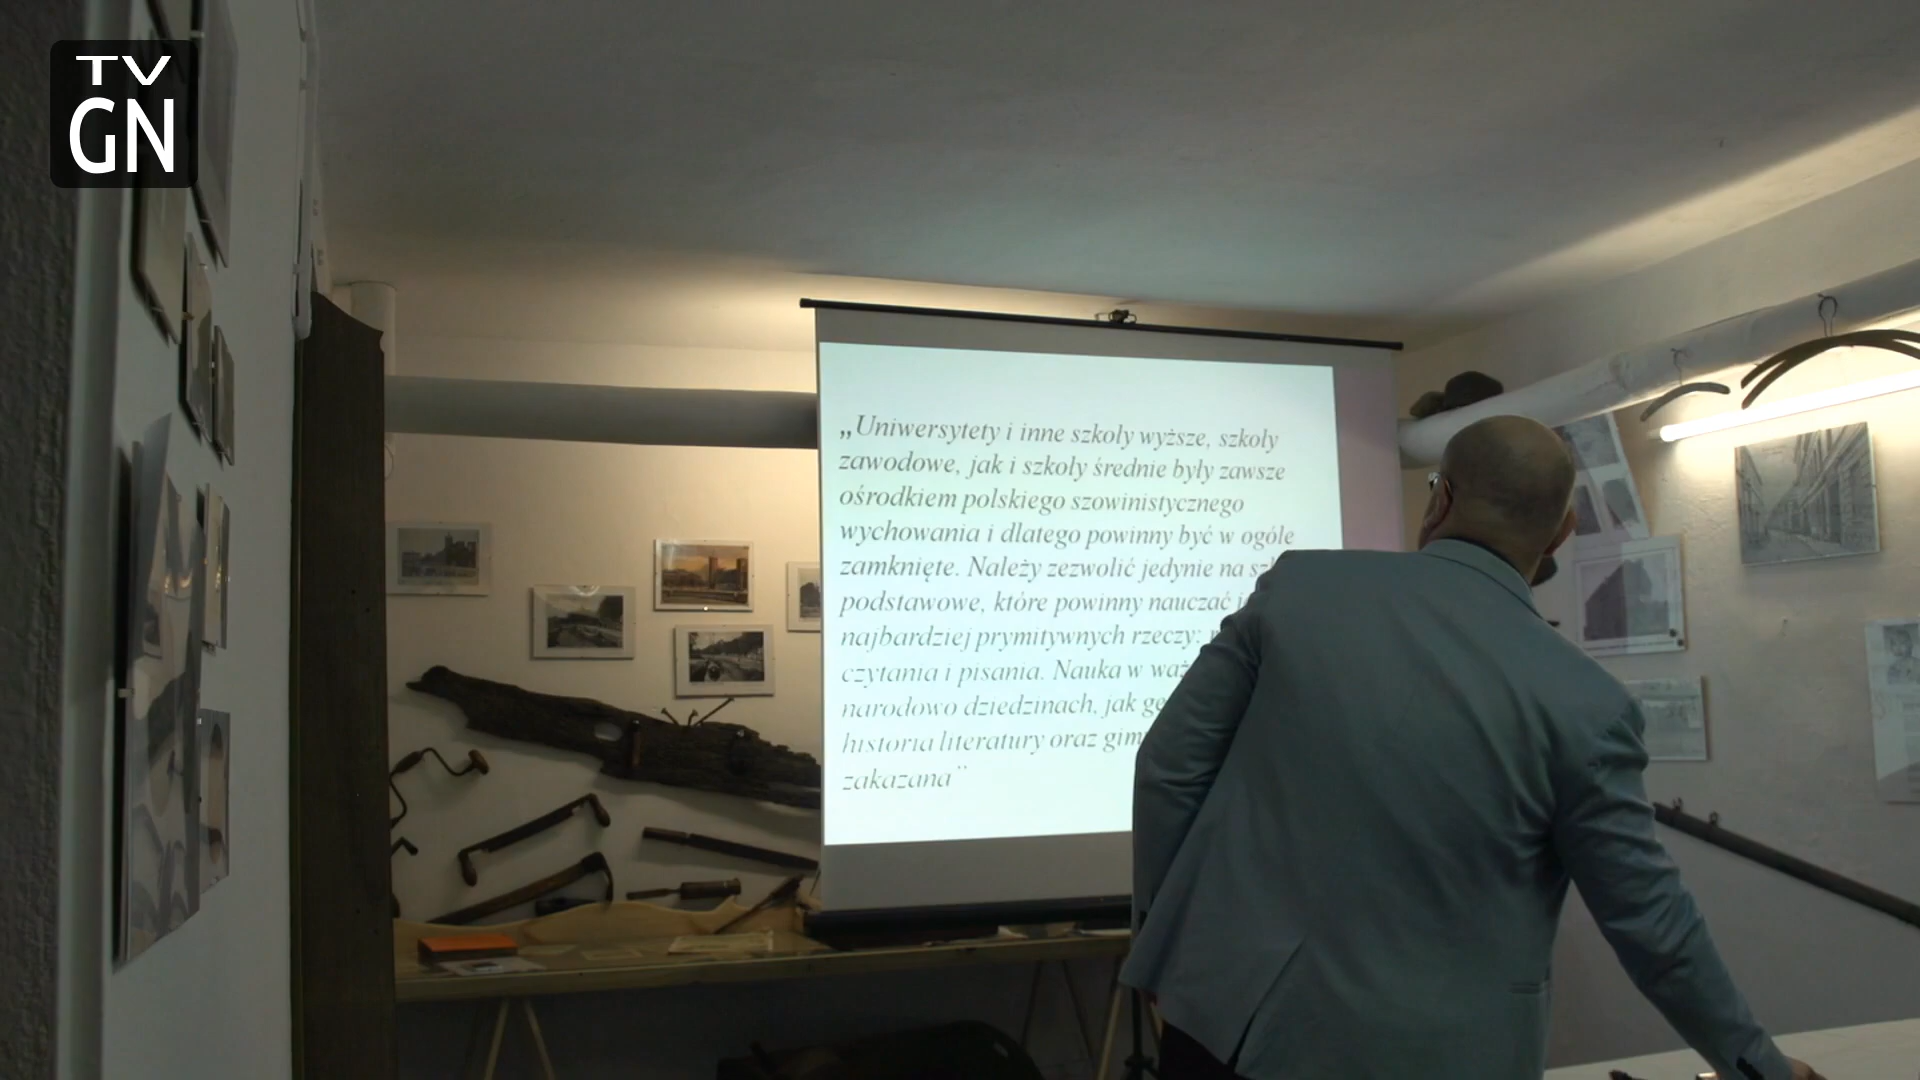 TV
GN
„Uniwersytety i inne szkoły wyższe, szkoły
zawodowe, jak i szkoły średnie były zawsze
ośrodkiem polskiego szowinistycznego
wychowania i dlatego powinny być w ogóle
zamknięte. Należy zezwolić jedynie na
podstawowe, które powinny nauczać
najbardziej prymitywnych rzeczy:
czytania i pisania. Nauka w
narodowo dziedzinach, jak
historia literatury oraz
zakazana”